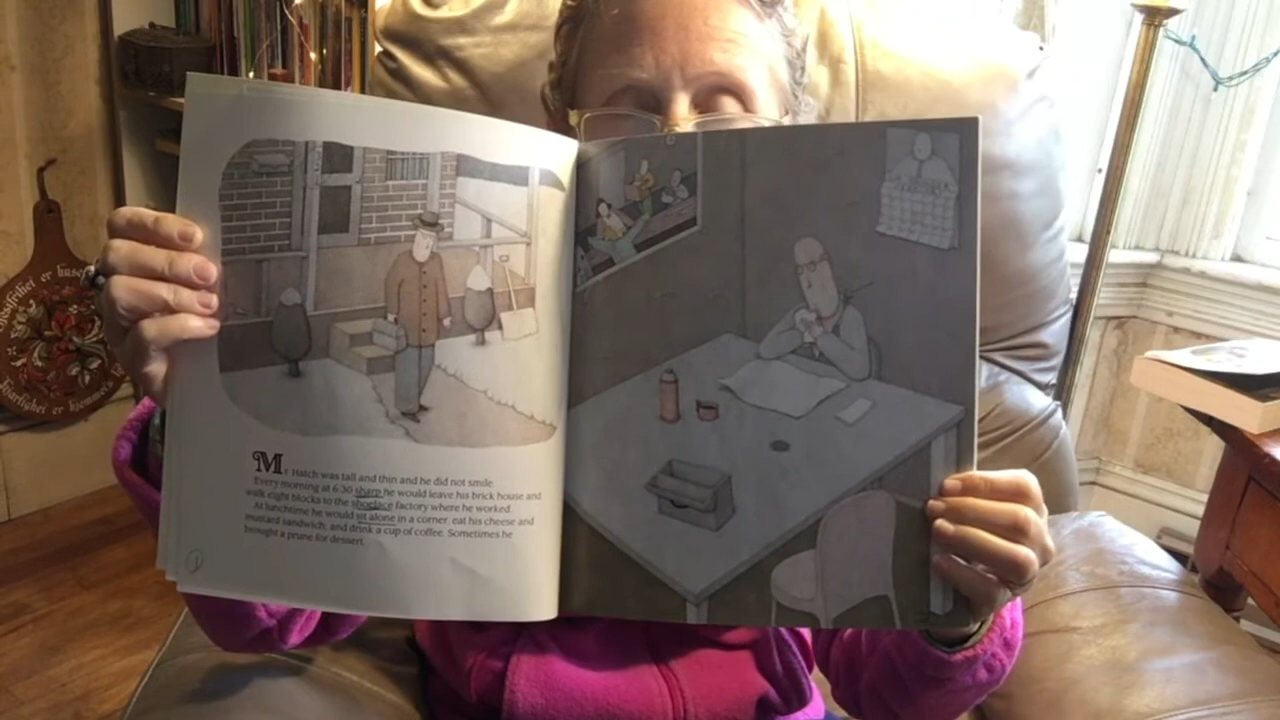 Mr. Hatch was tall and thin and he did not smile.
Every morning at 6:30 sharp he would leave his brick house and
walk eight blocks to the shoelace factory where he worked.
At lunchtime he would sit alone in a corner, eat his cheese and
mustard sandwich, and drink a cup of coffee. Sometimes he
brought a prune for dessert.